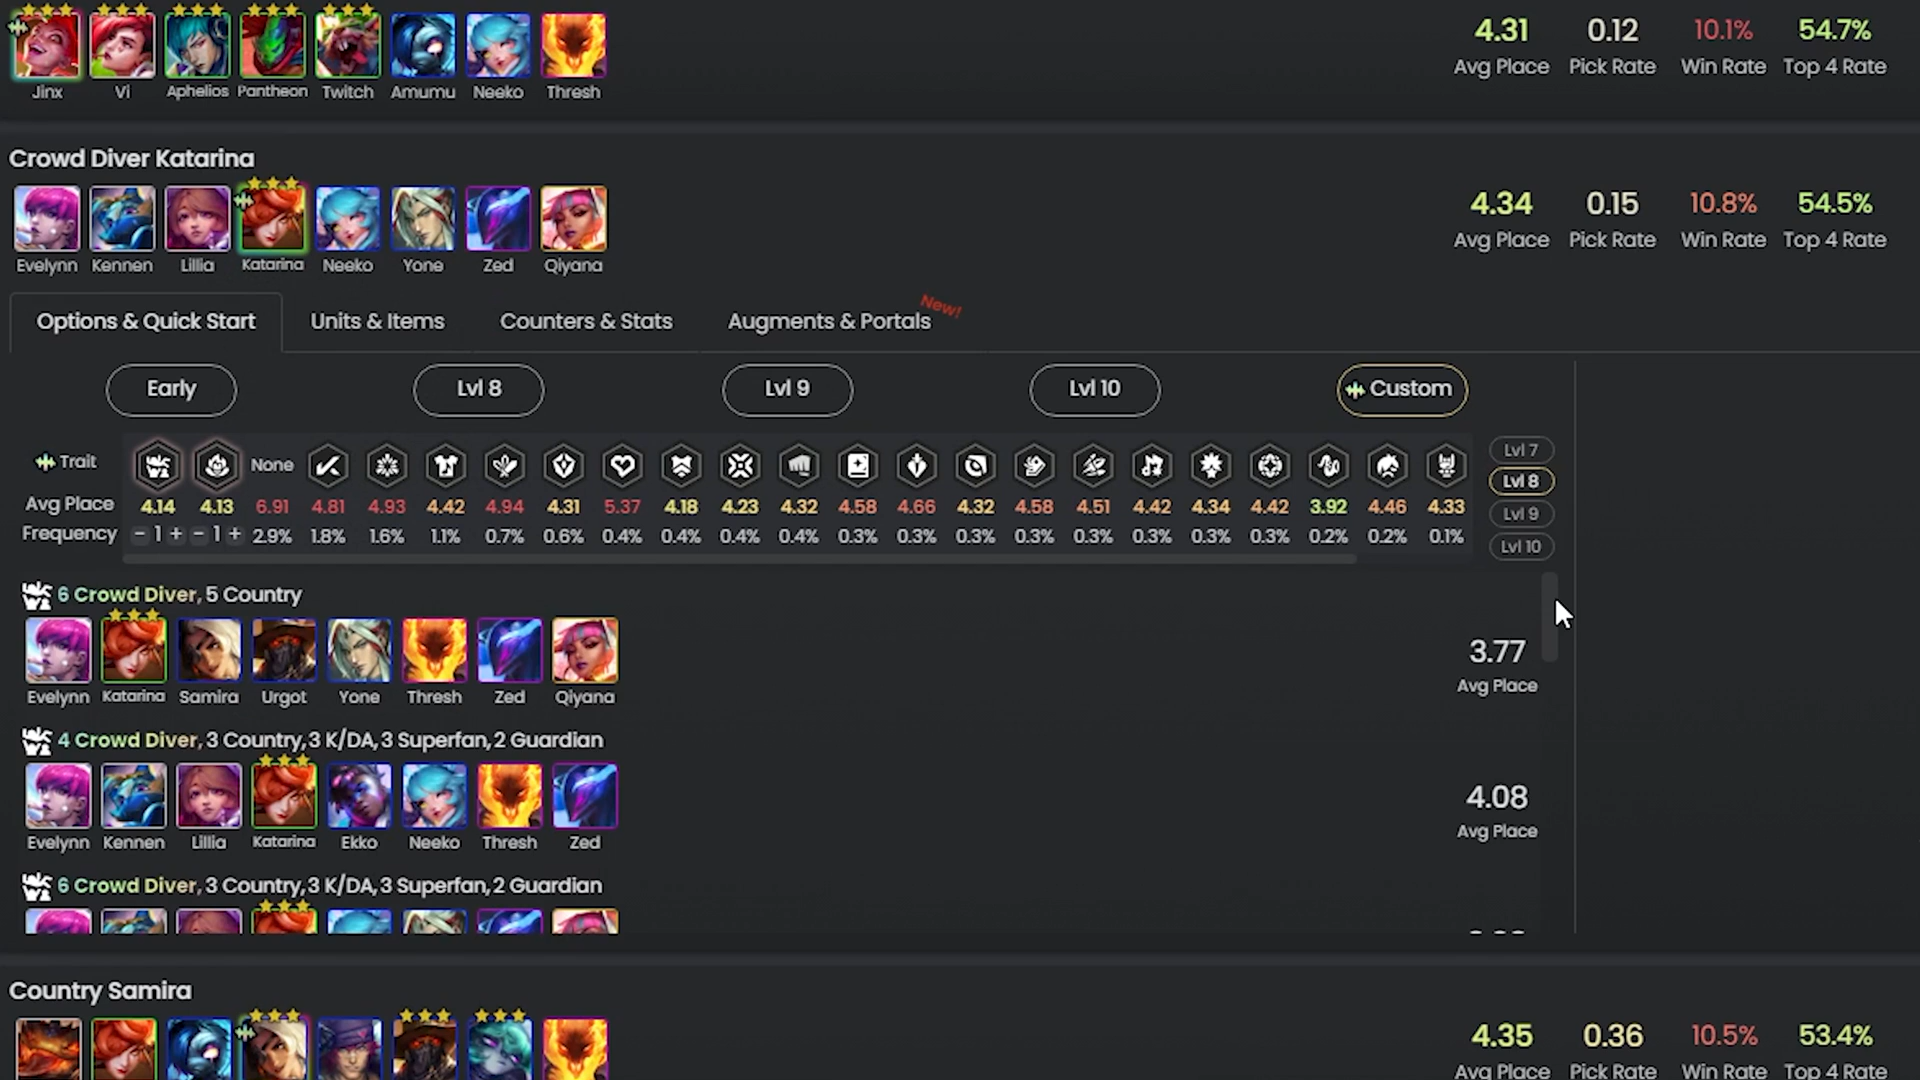 4.31 0.12 10.1% 54.7%
Avg Place Pick Rate Win Rate Top 4 Rate
Jinx Vi Aphelios Pantheon Twitch Amumu Neeko Thresh
Crowd Diver Katarina
4.34 0.15 10.8% 54.5%
Avg Place Pick Rate Win Rate Top 4 Rate
Evelynn Kennen Lillia Katarina Neeko Yone Zed Qiyana
Options & Quick Start Units & Items Counters & Stats Augments & Portals New!
Early Lvl 8 Lvl 9 Lvl 10 Custom
Trait None
Lvl 7
Lvl 8
Lvl 9
Lvl 10
Avg Place 4.14 4.13 6.91 4.81 4.93 4.42 4.94 4.31 5.37 4.18 4.23 4.32 4.58 4.66 4.32 4.58 4.51 4.42 4.34 4.42 3.92 4.46 4.33
Frequency − 1 + − 1 + 2.9% 1.8% 1.6% 1.1% 0.7% 0.6% 0.4% 0.4% 0.4% 0.4% 0.3% 0.3% 0.3% 0.3% 0.3% 0.3% 0.3% 0.3% 0.2% 0.2% 0.1%
6 Crowd Diver, 5 Country
3.77
Avg Place
Evelynn Katarina Samira Urgot Yone Thresh Zed Qiyana
4 Crowd Diver, 3 Country, 3 K/DA, 3 Superfan, 2 Guardian
4.08
Avg Place
Evelynn Kennen Lillia Katarina Ekko Neeko Thresh Zed
6 Crowd Diver, 3 Country, 3 K/DA, 3 Superfan, 2 Guardian
Country Samira
4.35 0.36 10.5% 53.4%
Avg Place Pick Rate Win Rate Top 4 Rate